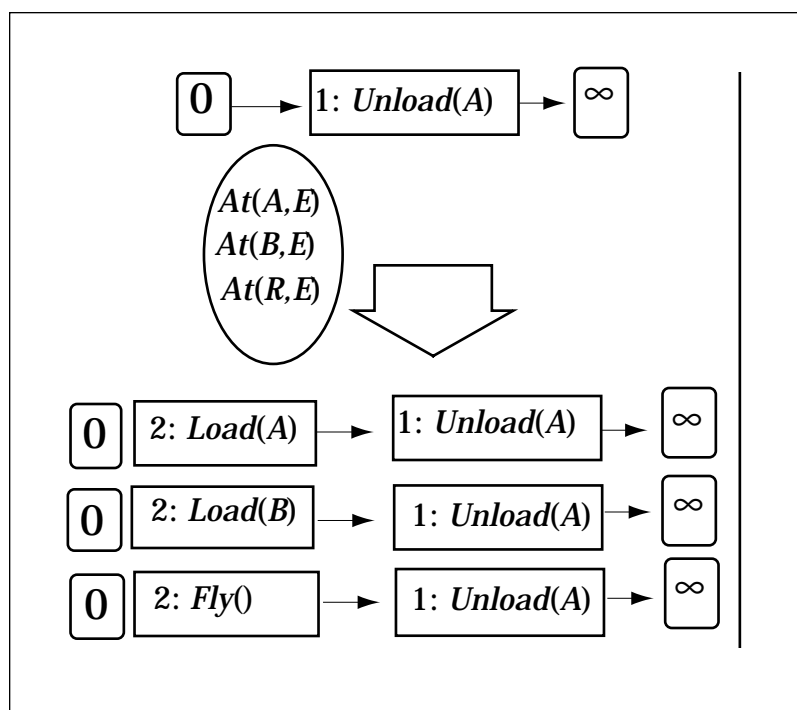 0 1: Unload(A) ∞
At(A,E)
At(B,E)
At(R,E)
0 2: Load(A) 1: Unload(A) ∞
0 2: Load(B) 1: Unload(A) ∞
0 2: Fly() 1: Unload(A) ∞